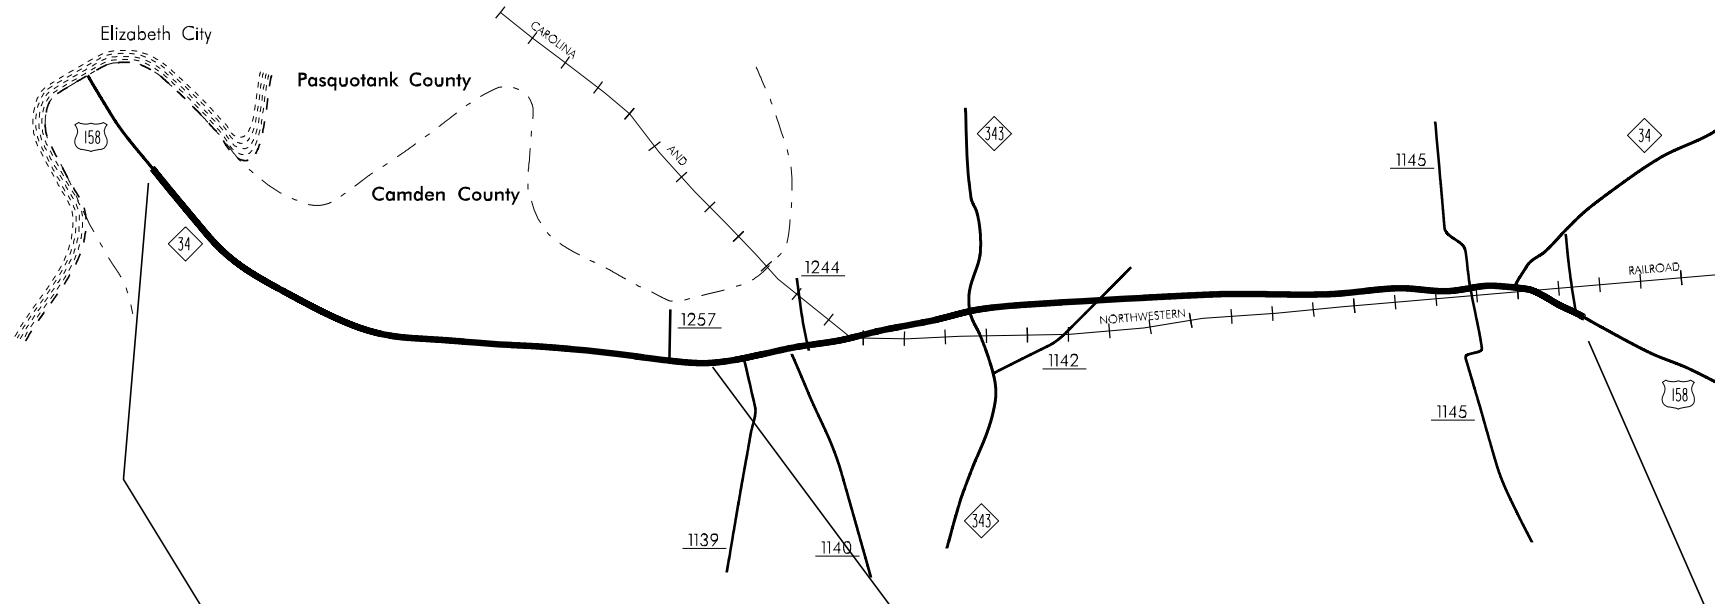 Elizabeth City
CAROLINA
Pasquotank County
158
343
34
1145
AND
Camden County
34
1244
RAILROAD
1257
NORTHWESTERN
1142
158
1145
343
1139
1140